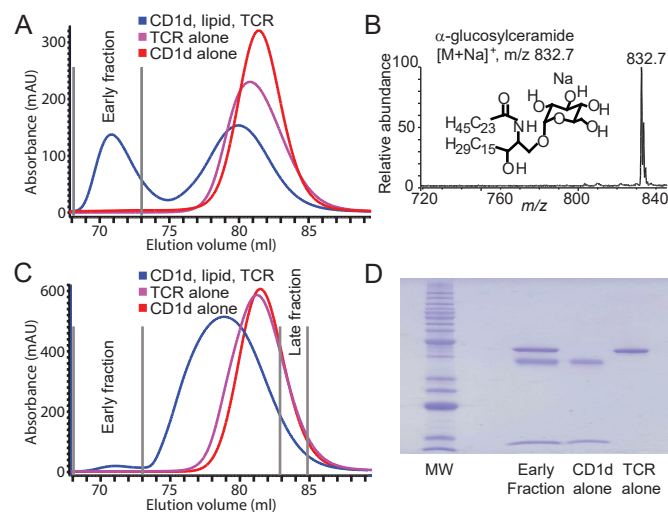 A
CD1d, lipid, TCR
TCR alone
CD1d alone
Early fraction
Absorbance (mAU)
300
200
100
0
70 75 80 85
Elution volume (ml)
B
α-glucosylceramide
[M+Na]⁺, m/z 832.7
832.7
Relative abundance
100
50
0
Na
O
H
O
H
O
O
H
O
H
H₄₅C₂₃
NH
H₂₉C₁₅
O
O
H
720 760 800 840
m/z
C
CD1d, lipid, TCR
TCR alone
CD1d alone
Early fraction
Late fraction
Absorbance (mAU)
600
400
200
0
70 75 80 85
Elution volume (ml)
D
MW
Early
Fraction
CD1d
alone
TCR
alone